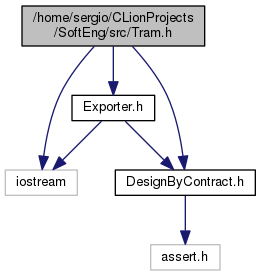 /home/sergio/CLionProjects
/SoftEng/src/Tram.h
Exporter.h
iostream
DesignByContract.h
assert.h